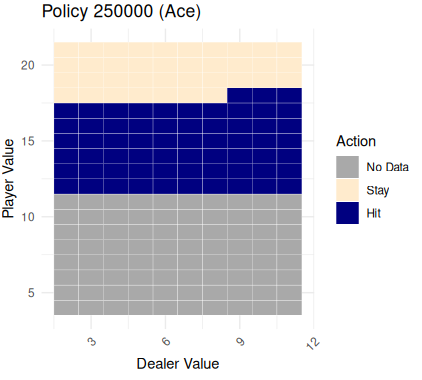 Policy 250000 (Ace)
20
15
10
5
Player Value
3
6
9
12
Dealer Value
Action
No Data
Stay
Hit